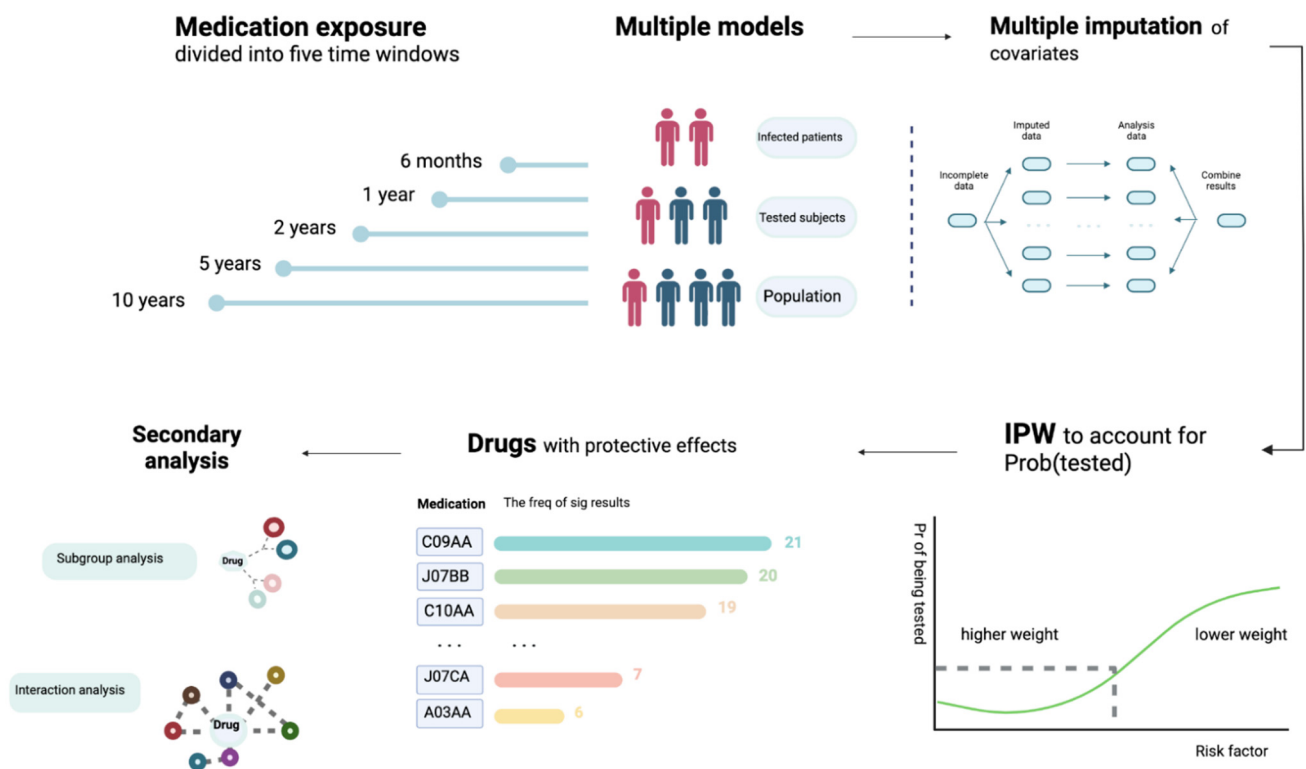 Medication exposure
divided into five time windows
6 months
1 year
2 years
5 years
10 years
Multiple models
Infected patients
Tested subjects
Population
Multiple imputation of
covariates
Imputed
data
Analysis
data
Incomplete
data
Combine
results
IPW to account for
Prob(tested)
Pr of being tested
higher weight
lower weight
Risk factor
Drugs with protective effects
Medication The freq of sig results
C09AA 21
J07BB 20
C10AA 19
... ...
J07CA 7
A03AA 6
Secondary
analysis
Subgroup analysis
Drug
Interaction analysis
Drug